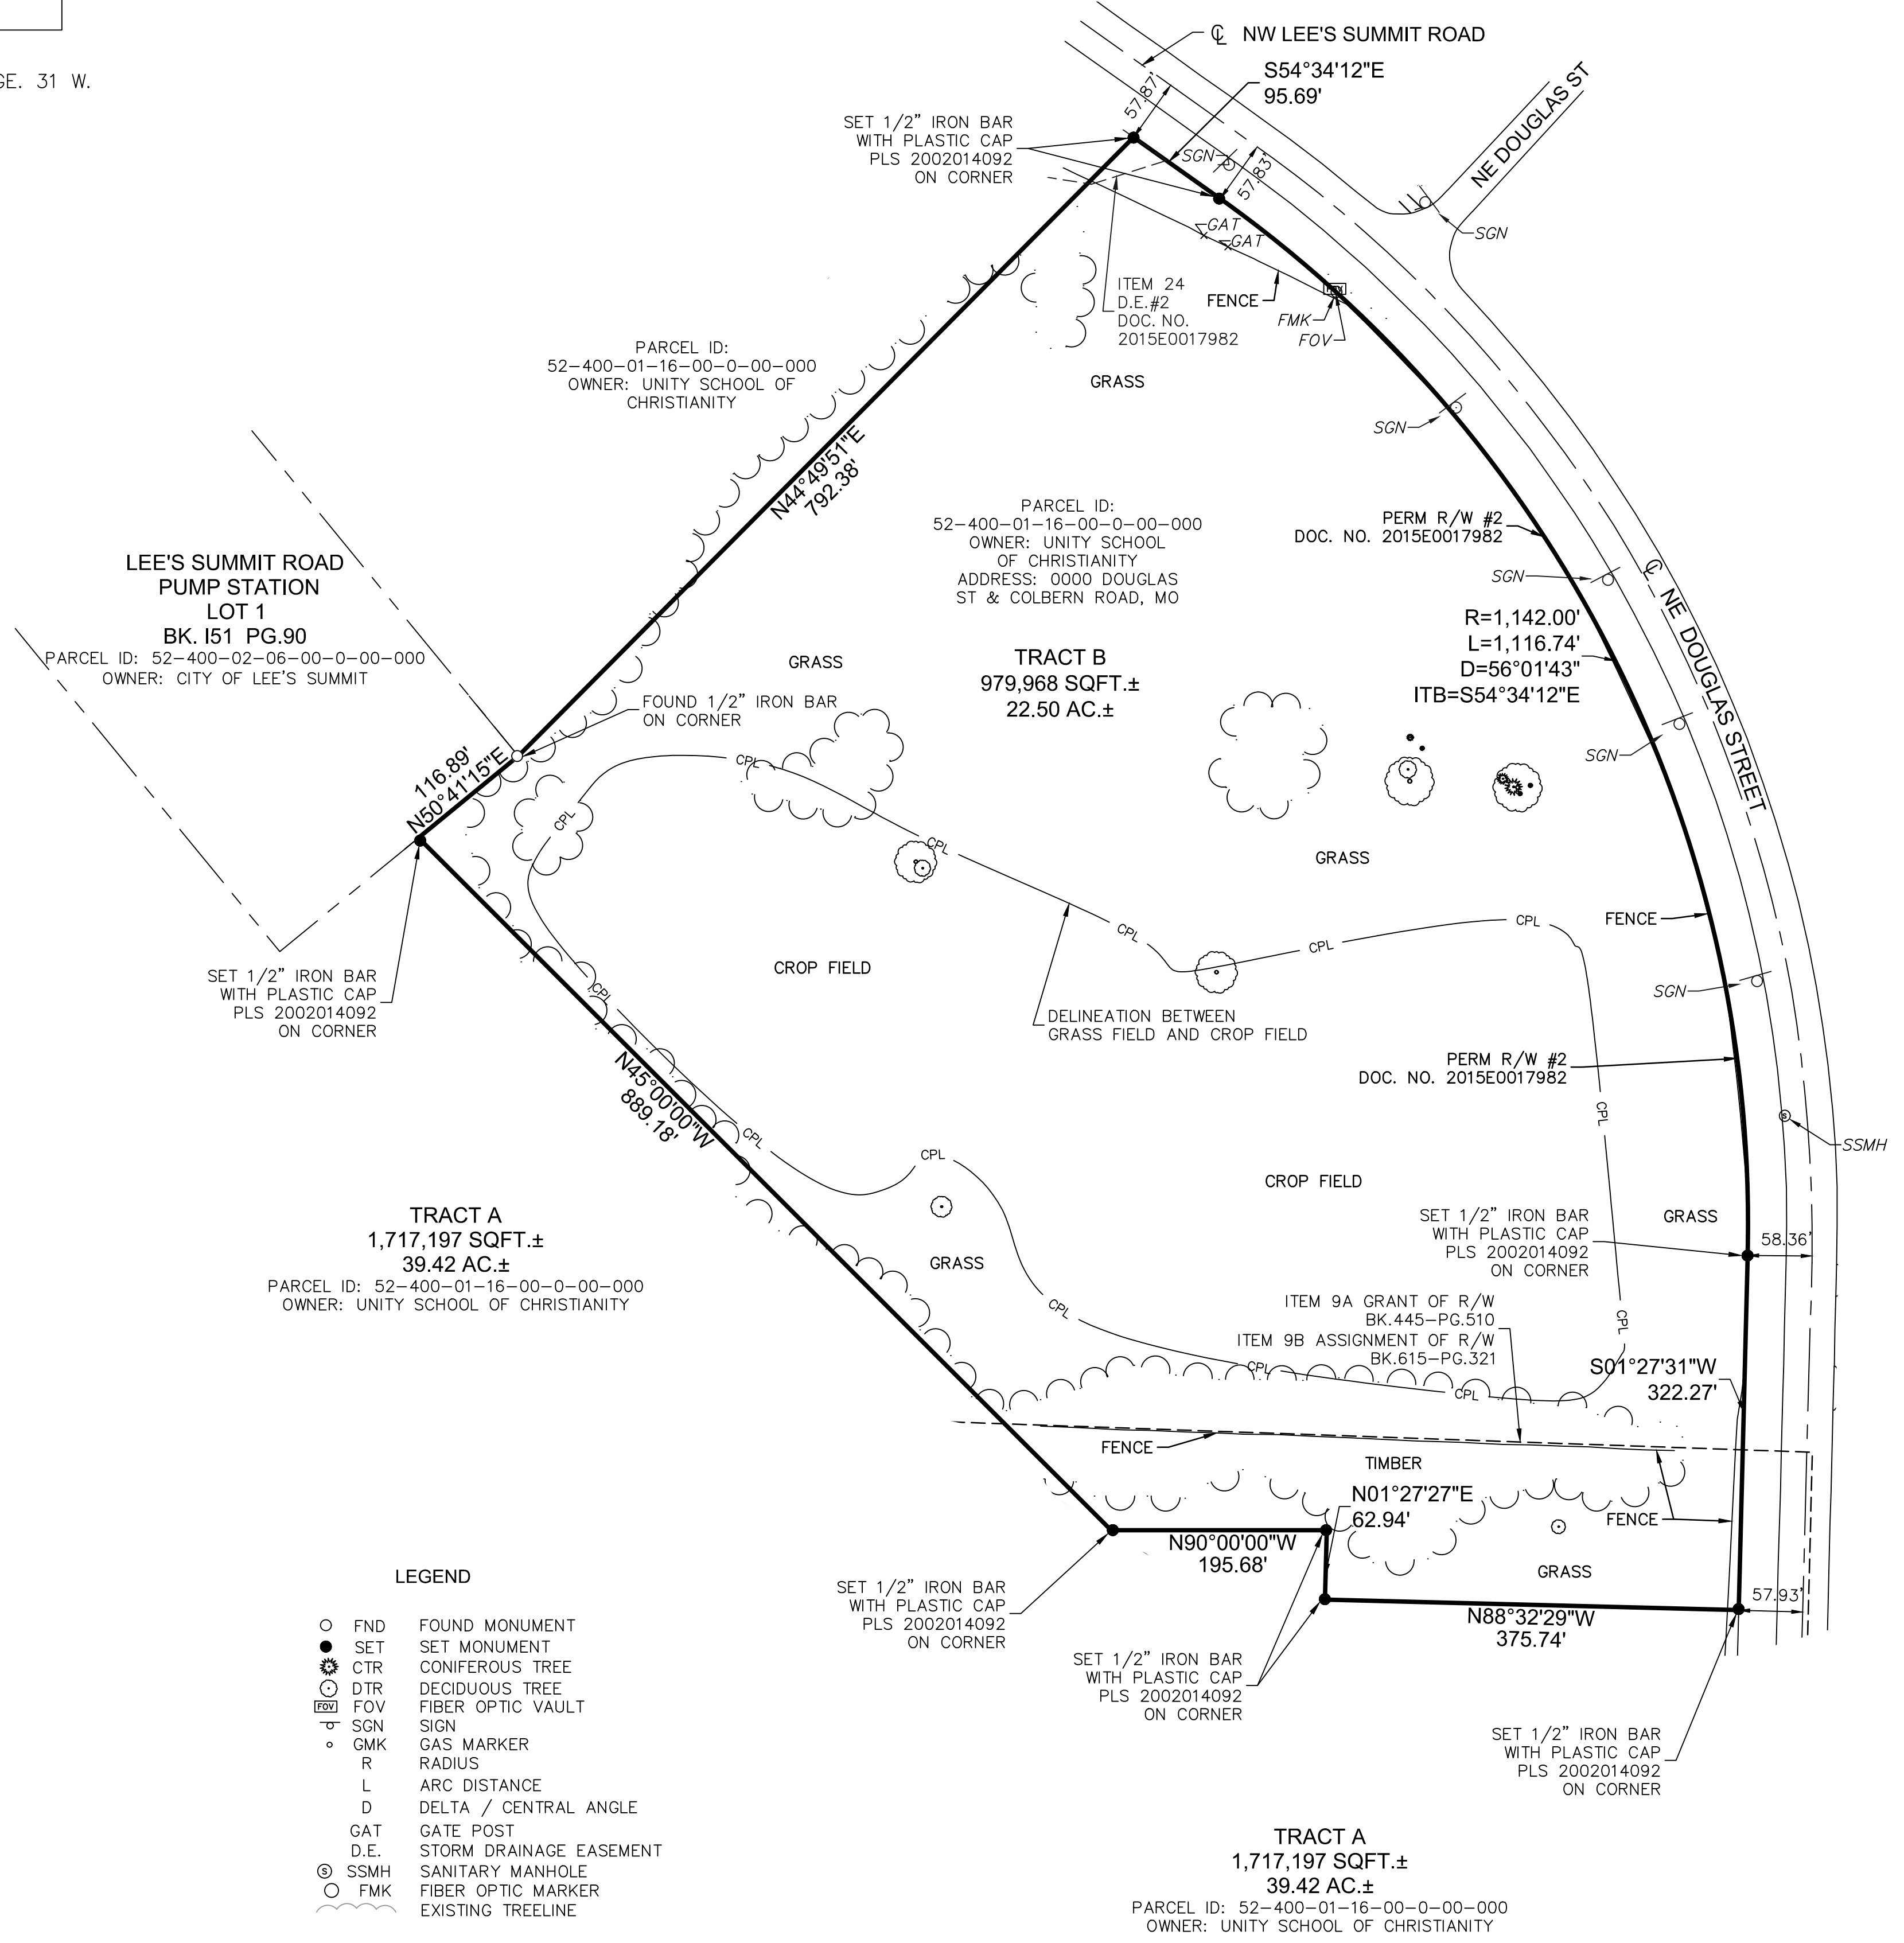 GE. 31 W.
℄ NW LEE'S SUMMIT ROAD
S54°34'12"E
95.69'
57.87'
57.83'
NE DOUGLAS ST
SET 1/2" IRON BAR
WITH PLASTIC CAP
PLS 2002014092
ON CORNER
SGN
SGN
GAT
GAT
ITEM 24
D.E.#2
DOC. NO.
2015E0017982
FENCE
FOV
FMK
FOV
GRASS
PARCEL ID:
52-400-01-16-00-0-00-000
OWNER: UNITY SCHOOL OF
CHRISTIANITY
SGN
N44°49'51"E
792.38'
PARCEL ID:
52-400-01-16-00-0-00-000
OWNER: UNITY SCHOOL
OF CHRISTIANITY
ADDRESS: 0000 DOUGLAS
ST & COLBERN ROAD, MO
PERM R/W #2
DOC. NO. 2015E0017982
SGN
℄ NE DOUGLAS STREET
R=1,142.00'
L=1,116.74'
D=56°01'43"
ITB=S54°34'12"E
LEE'S SUMMIT ROAD
PUMP STATION
LOT 1
BK. I51 PG.90
PARCEL ID: 52-400-02-06-00-0-00-000
OWNER: CITY OF LEE'S SUMMIT
GRASS
TRACT B
979,968 SQFT.±
22.50 AC.±
FOUND 1/2" IRON BAR
ON CORNER
116.89'
N50°41'15"E
SGN
CPL
CPL
CPL
GRASS
FENCE
CPL
CPL
CPL
CROP FIELD
SET 1/2" IRON BAR
WITH PLASTIC CAP
PLS 2002014092
ON CORNER
CPL
SGN
DELINEATION BETWEEN
GRASS FIELD AND CROP FIELD
PERM R/W #2
DOC. NO. 2015E0017982
N45°00'00"W
889.18'
CPL
CPL
CPL
S
SSMH
CROP FIELD
TRACT A
1,717,197 SQFT.±
39.42 AC.±
PARCEL ID: 52-400-01-16-00-0-00-000
OWNER: UNITY SCHOOL OF CHRISTIANITY
GRASS
SET 1/2" IRON BAR
WITH PLASTIC CAP
PLS 2002014092
ON CORNER
GRASS
58.36'
CPL
CPL
ITEM 9A GRANT OF R/W
BK.445-PG.510
ITEM 9B ASSIGNMENT OF R/W
BK.615-PG.321
CPL
CPL
S01°27'31"W
322.27'
FENCE
TIMBER
N01°27'27"E
62.94'
FENCE
N90°00'00"W
195.68'
GRASS
57.93'
N88°32'29"W
375.74'
SET 1/2" IRON BAR
WITH PLASTIC CAP
PLS 2002014092
ON CORNER
SET 1/2" IRON BAR
WITH PLASTIC CAP
PLS 2002014092
ON CORNER
SET 1/2" IRON BAR
WITH PLASTIC CAP
PLS 2002014092
ON CORNER
LEGEND
FND FOUND MONUMENT
SET SET MONUMENT
CTR CONIFEROUS TREE
DTR DECIDUOUS TREE
FOV FOV FIBER OPTIC VAULT
SGN SIGN
GMK GAS MARKER
R RADIUS
L ARC DISTANCE
D DELTA / CENTRAL ANGLE
GAT GATE POST
D.E. STORM DRAINAGE EASEMENT
S SSMH SANITARY MANHOLE
FMK FIBER OPTIC MARKER
EXISTING TREELINE
TRACT A
1,717,197 SQFT.±
39.42 AC.±
PARCEL ID: 52-400-01-16-00-0-00-000
OWNER: UNITY SCHOOL OF CHRISTIANITY